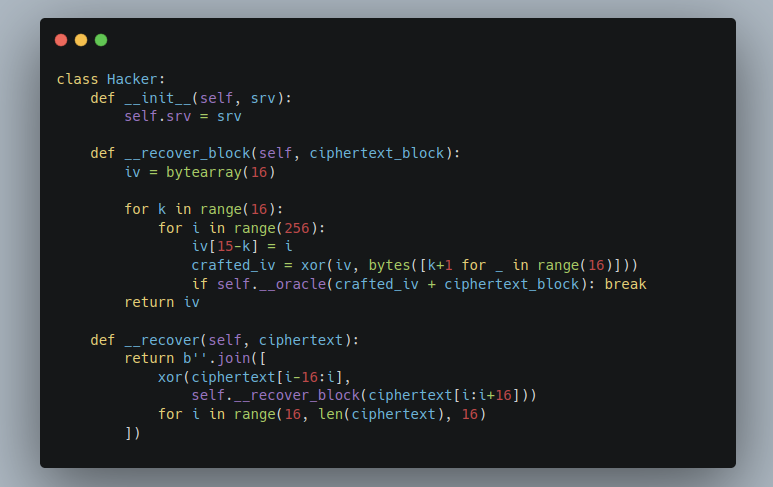 class Hacker:
    def __init__(self, srv):
        self.srv = srv

    def __recover_block(self, ciphertext_block):
        iv = bytearray(16)

        for k in range(16):
            for i in range(256):
                iv[15-k] = i
                crafted_iv = xor(iv, bytes([k+1 for _ in range(16)]))
                if self.__oracle(crafted_iv + ciphertext_block): break
        return iv

    def __recover(self, ciphertext):
        return b''.join([
            xor(ciphertext[i-16:i],
                self.__recover_block(ciphertext[i:i+16]))
            for i in range(16, len(ciphertext), 16)
        ])